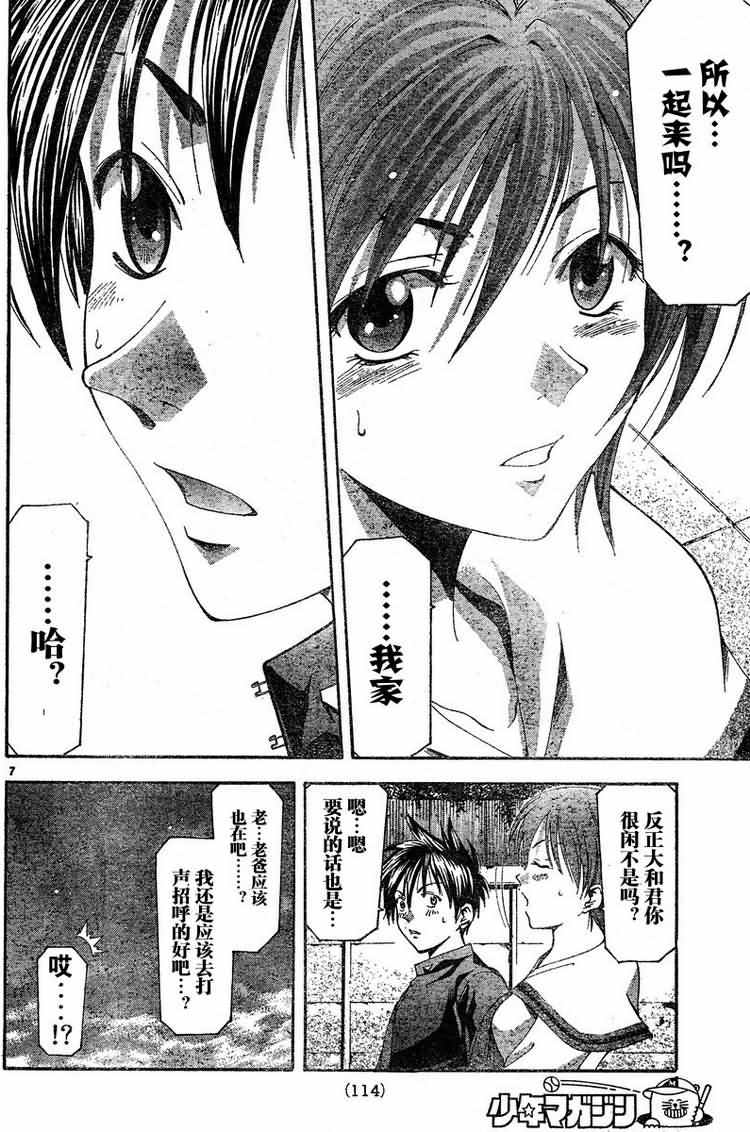 所以…
一起来吗……?
……我家
……哈?
7
反正大和君你
很闲不是吗?
嗯…嗯
要说的话也是…
老…老爸应该
也在吧……?
我还是应该去打
声招呼的好吧…?
哎…!?
(114)
少年マガジン